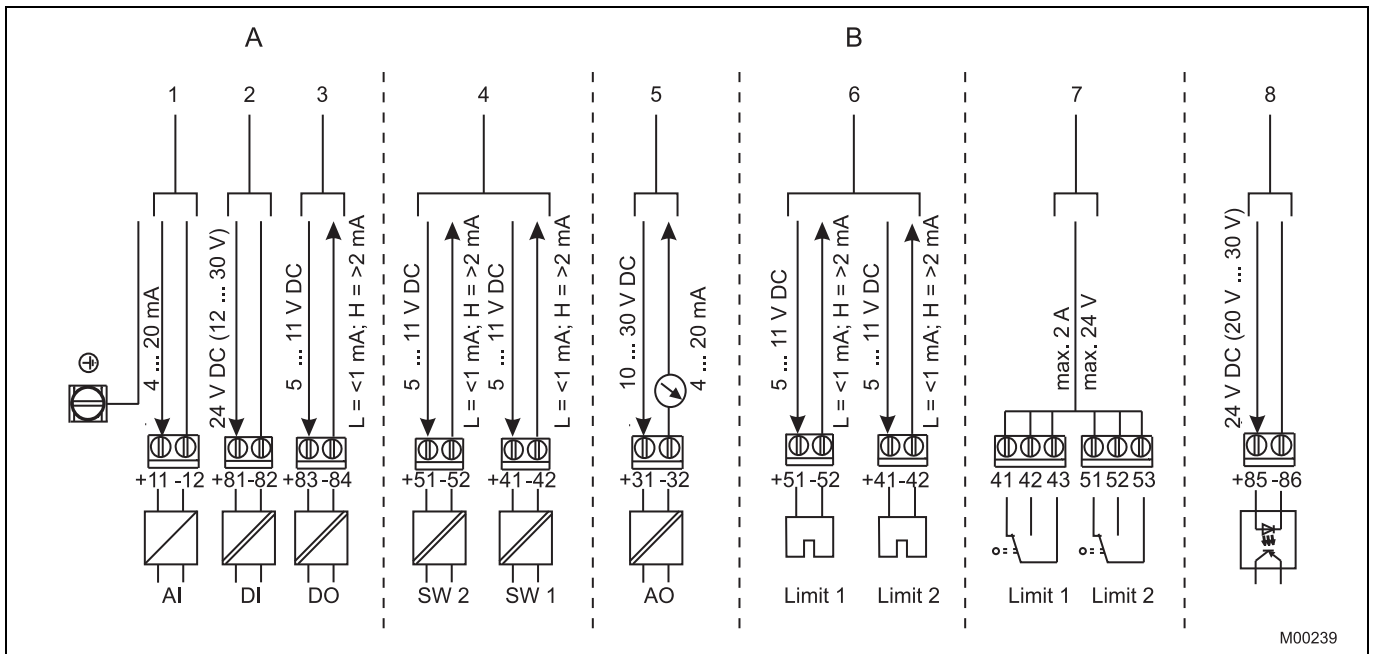 A B
1 2 3 4 5 6 7 8
4 ... 20 mA
24 V DC (12 ... 30 V)
5 ... 11 V DC
L = <1 mA; H = >2 mA
5 ... 11 V DC
L = <1 mA; H = >2 mA
5 ... 11 V DC
L = <1 mA; H = >2 mA
10 ... 30 V DC
4 ... 20 mA
5 ... 11 V DC
L = <1 mA; H = >2 mA
5 ... 11 V DC
L = <1 mA; H = >2 mA
max. 2 A
max. 24 V
24 V DC (20 V ... 30 V)
+11 -12 +81-82 +83 -84 +51-52 +41-42 +31-32 +51 -52 +41-42 41 42 43 51 52 53 +85 -86
AI DI DO SW 2 SW 1 AO Limit 1 Limit 2 Limit 1 Limit 2
M00239